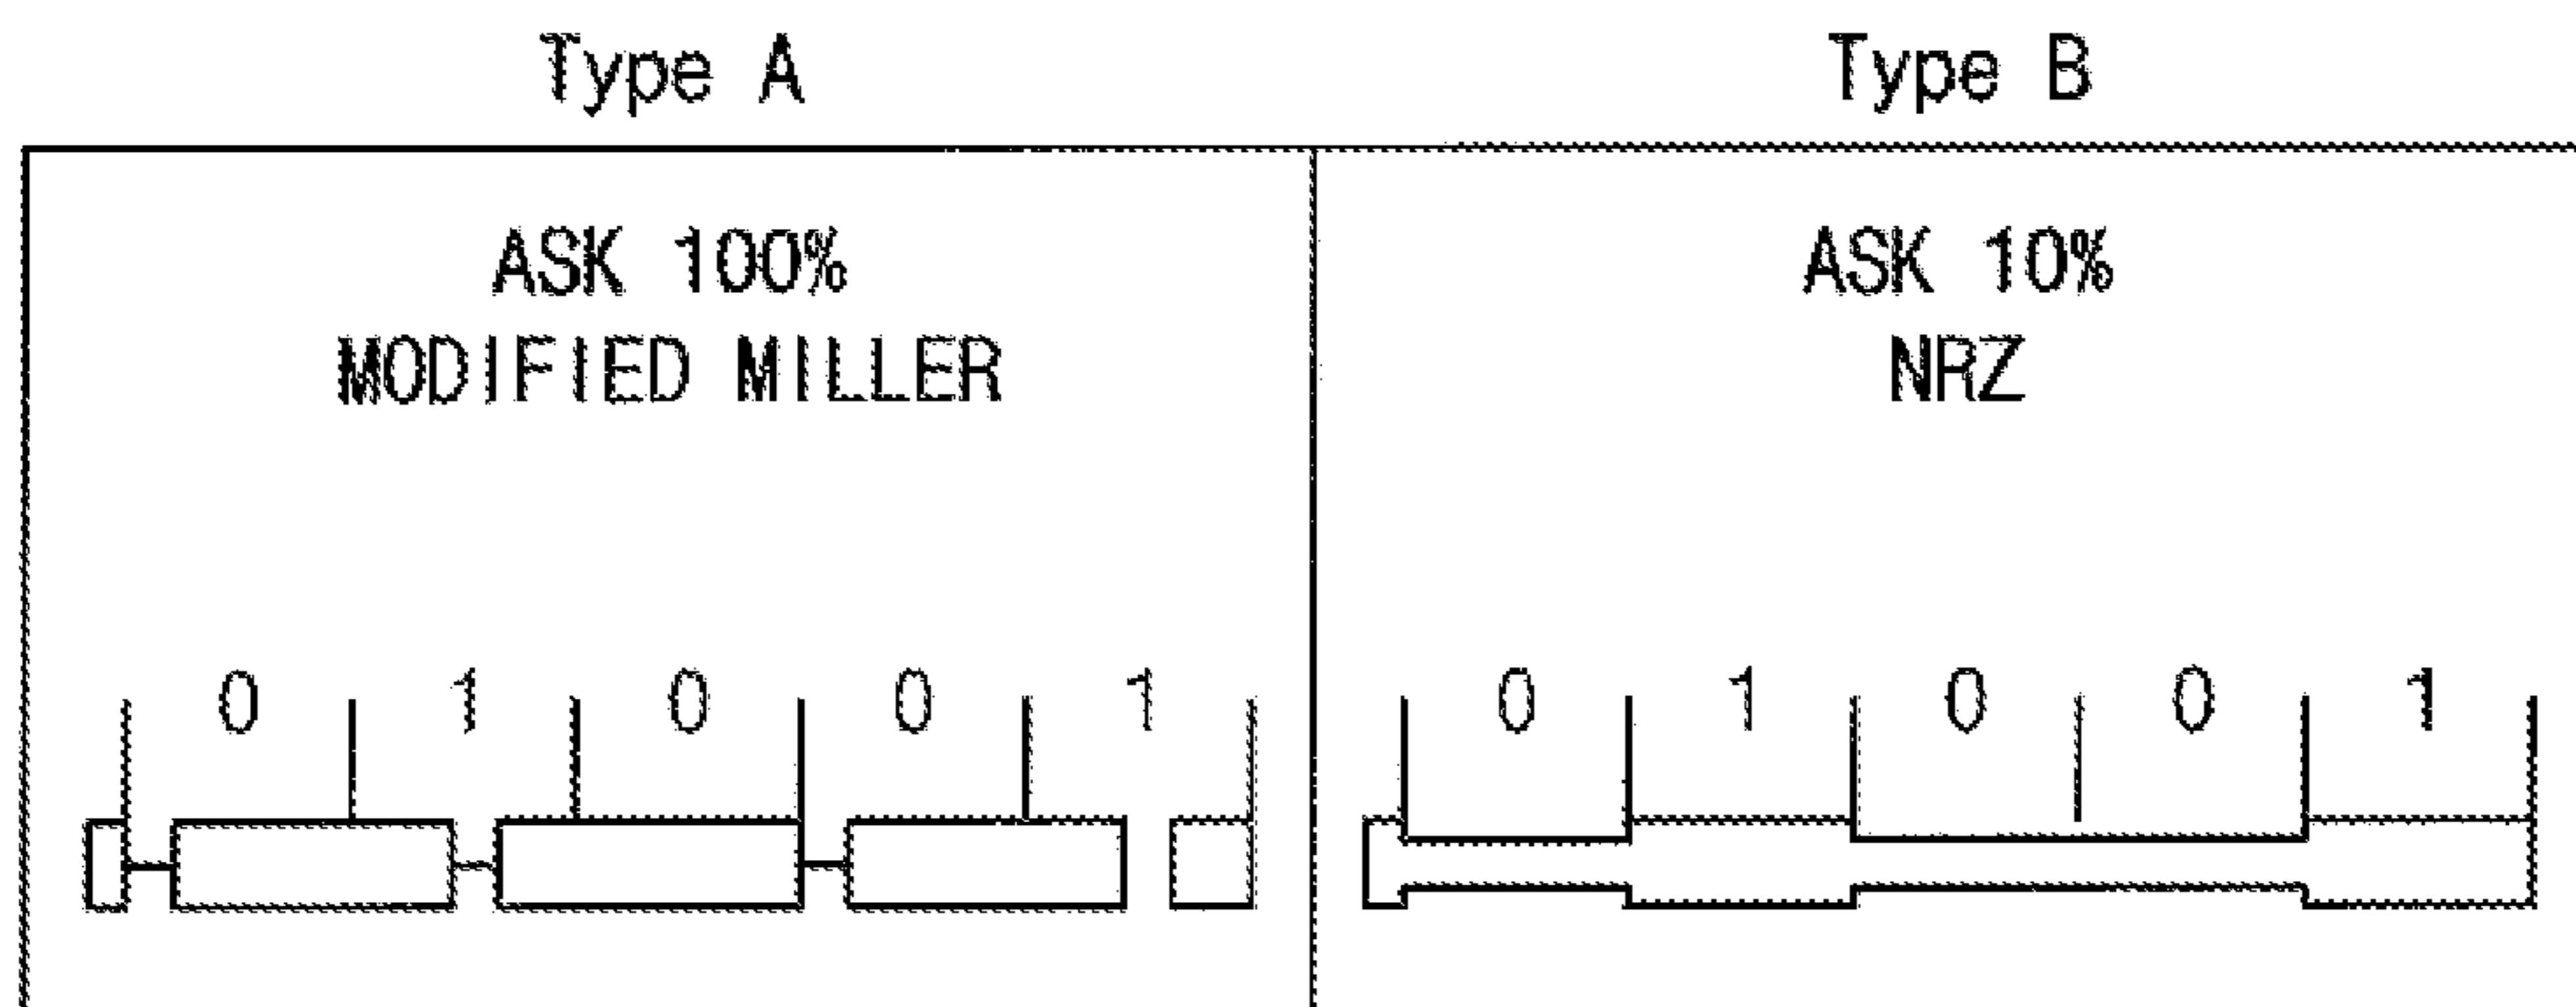 Type A
Type B
ASK 100%
MODIFIED MILLER
ASK 10%
NRZ
0 1 0 0 1
0 1 0 0 1